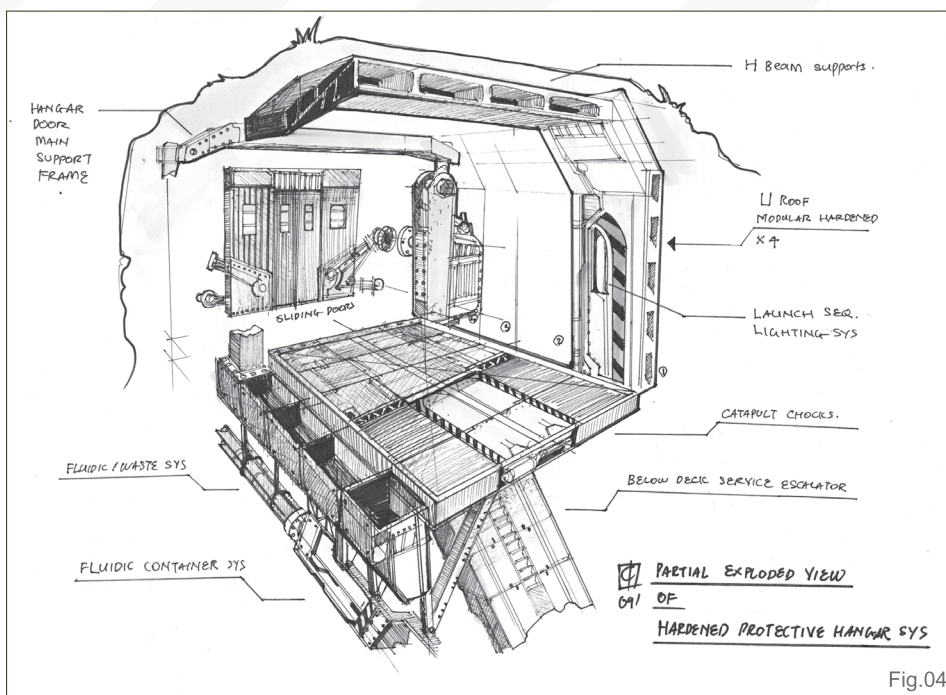 H BEAM SUPPORTS.
HANGAR
DOOR
MAIN
SUPPORT
FRAME
.
U ROOF
MODULAR HARDENED
X 4
SLIDING DOORS
LAUNCH SEQ.
LIGHTING SYS
CATAPULT CHOCKS.
FLUIDIC / WASTE SYS
BELOW DECK SERVICE ESCALATOR
FLUIDIC CONTAINER SYS
PARTIAL EXPLODED VIEW
OF
HARDENED PROTECTIVE HANGAR SYS
Fig.04